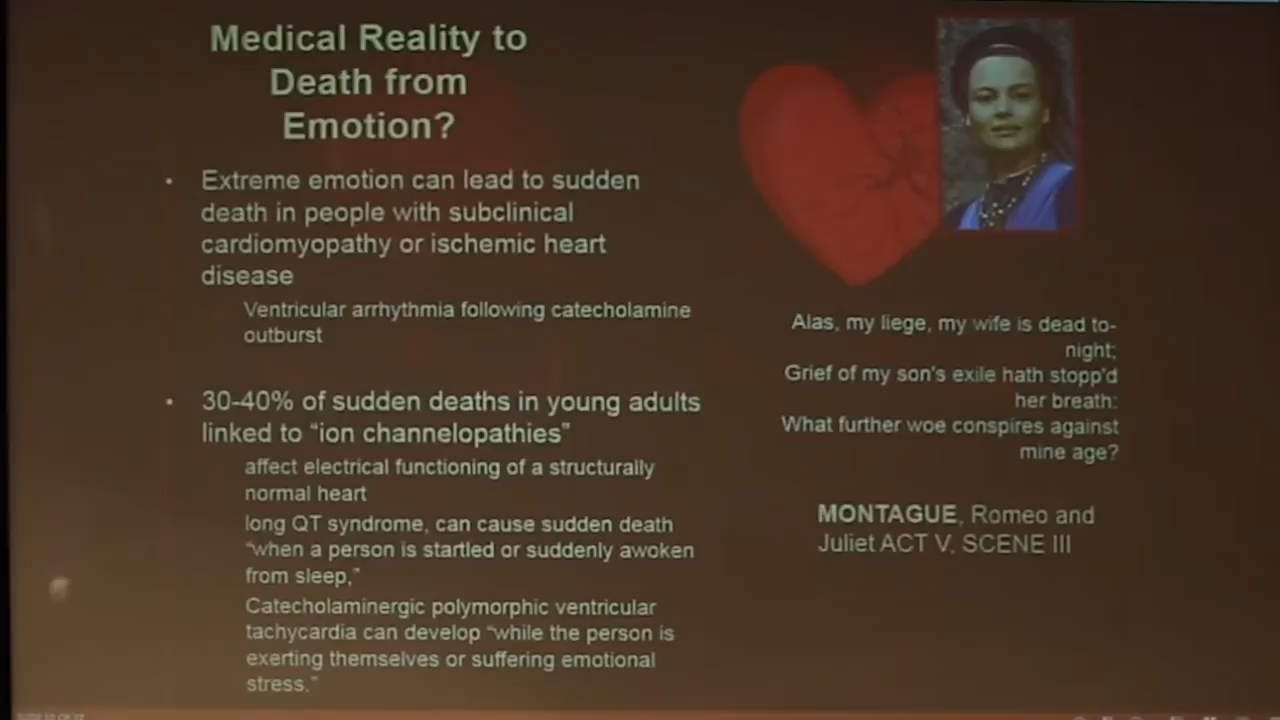 Medical Reality to
Death from
Emotion?
• Extreme emotion can lead to sudden
death in people with subclinical
cardiomyopathy or ischemic heart
disease
Ventricular arrhythmia following catecholamine
outburst
• 30-40% of sudden deaths in young adults
linked to “ion channelopathies”
affect electrical functioning of a structurally
normal heart
long QT syndrome, can cause sudden death
“when a person is startled or suddenly awoken
from sleep,”
Catecholaminergic polymorphic ventricular
tachycardia can develop “while the person is
exerting themselves or suffering emotional
stress.”
Alas, my liege, my wife is dead to-
night;
Grief of my son's exile hath stopp'd
her breath:
What further woe conspires against
mine age?
MONTAGUE, Romeo and
Juliet ACT V, SCENE III